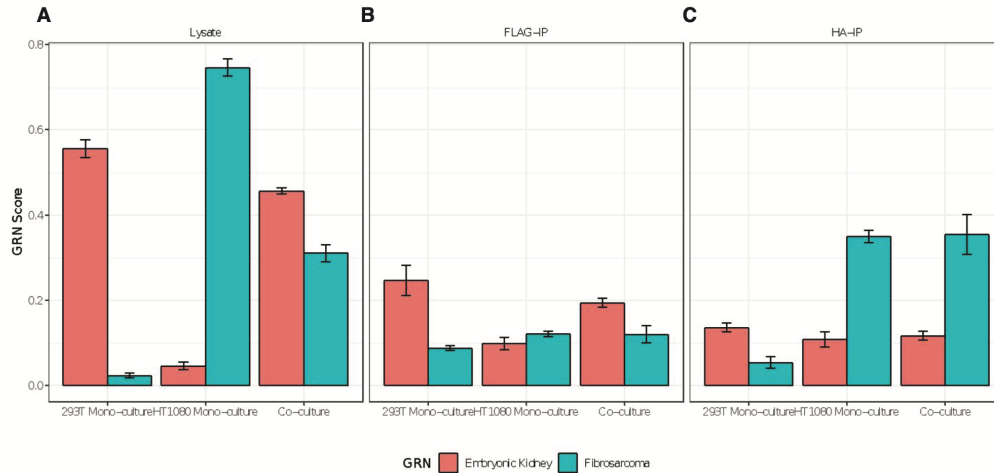 A
B
C
Lysate
FLAG-IP
HA-IP
0.8
0.6
0.4
0.2
0.0
GRN Score
293T Mono-culture HT1080 Mono-culture Co-culture
293T Mono-culture HT1080 Mono-culture Co-culture
293T Mono-culture HT1080 Mono-culture Co-culture
GRN Embryonic Kidney Fibrosarcoma